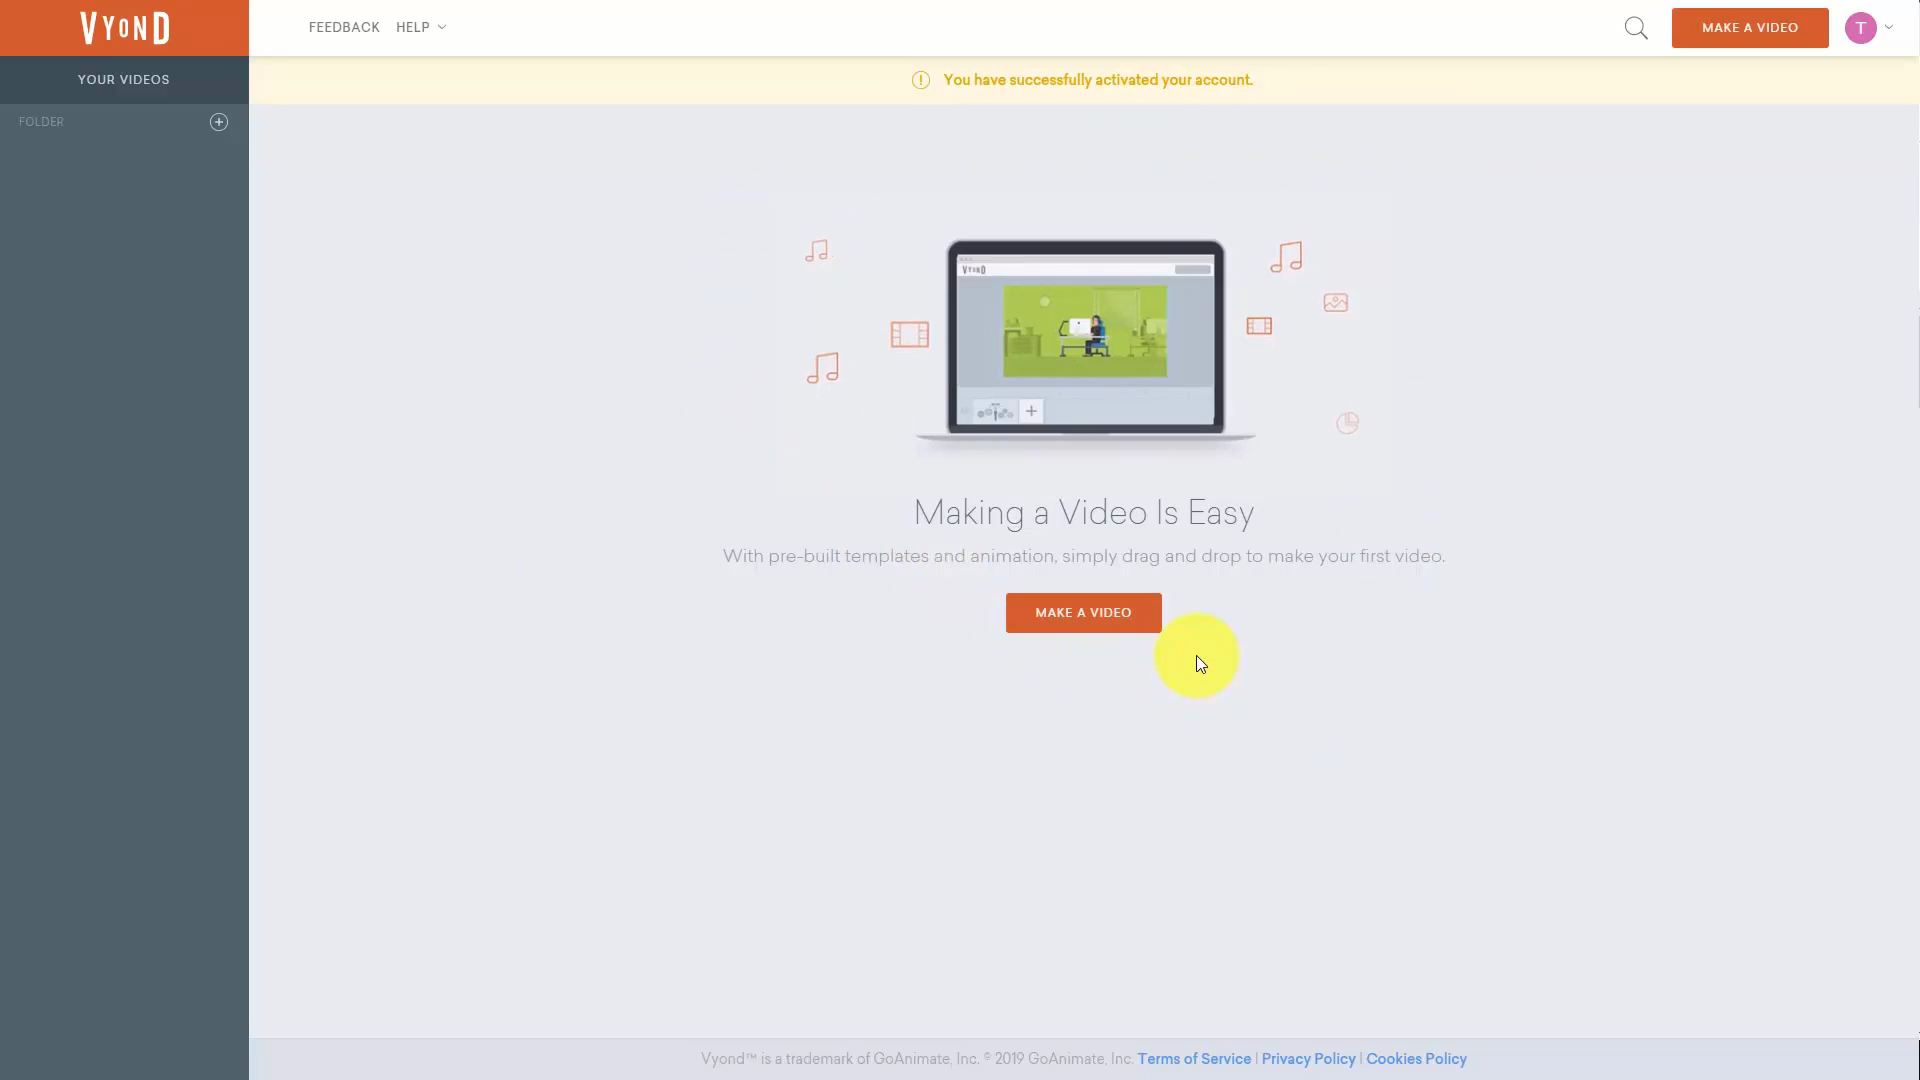 VYOND
FEEDBACK HELP
MAKE A VIDEO
T
YOUR VIDEOS
You have successfully activated your account.
FOLDER
VYOND
Making a Video Is Easy
With pre-built templates and animation, simply drag and drop to make your first video.
MAKE A VIDEO
Vyond™ is a trademark of GoAnimate, Inc. © 2019 GoAnimate, Inc. Terms of Service | Privacy Policy | Cookies Policy